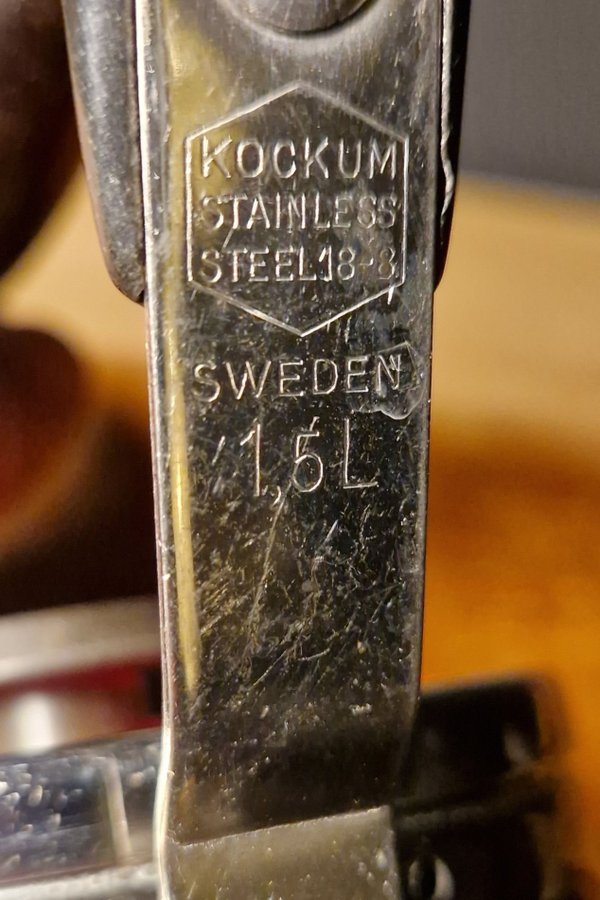 KOCKUM
STAINLESS
STEEL 18-8
SWEDEN
1,5 L